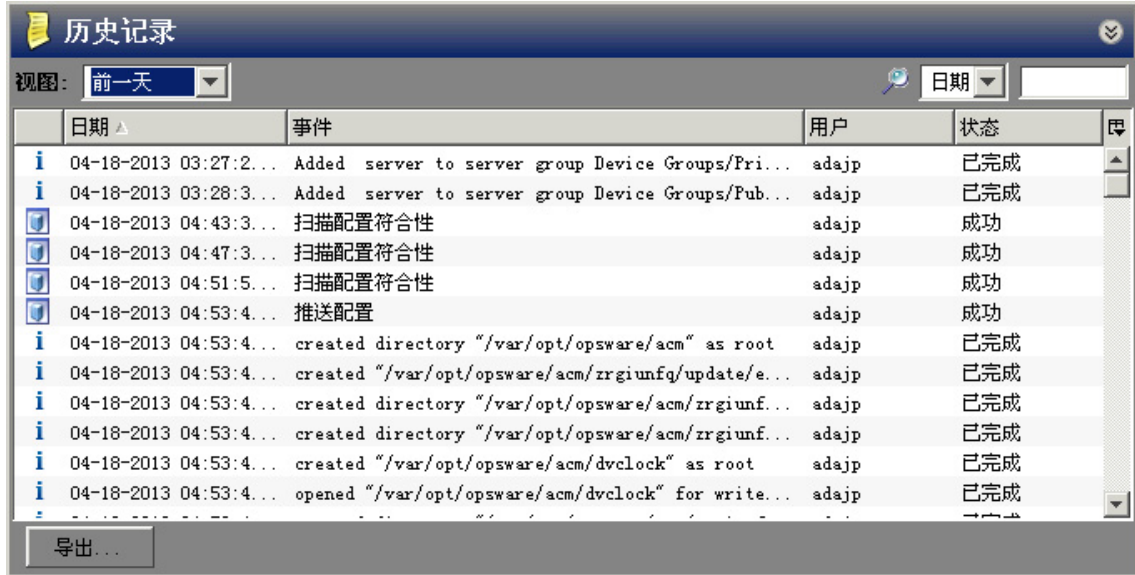 历史记录
视图: 前一天 日期
日期 事件 用户 状态
i 04-18-2013 03:27:2... Added server to server group Device Groups/Pri... adajp 已完成
i 04-18-2013 03:28:3... Added server to server group Device Groups/Pub... adajp 已完成
04-18-2013 04:43:3... 扫描配置符合性 adajp 成功
04-18-2013 04:47:3... 扫描配置符合性 adajp 成功
04-18-2013 04:51:5... 扫描配置符合性 adajp 成功
04-18-2013 04:53:4... 推送配置 adajp 成功
i 04-18-2013 04:53:4... created directory "/var/opt/opsware/acm" as root adajp 已完成
i 04-18-2013 04:53:4... created "/var/opt/opsware/acm/zrgiunfq/update/e... adajp 已完成
i 04-18-2013 04:53:4... created directory "/var/opt/opsware/acm/zrgiunf... adajp 已完成
i 04-18-2013 04:53:4... created directory "/var/opt/opsware/acm/zrgiunf... adajp 已完成
i 04-18-2013 04:53:4... created "/var/opt/opsware/acm/dvclock" as root adajp 已完成
i 04-18-2013 04:53:4... opened "/var/opt/opsware/acm/dvclock" for write... adajp 已完成
导出...